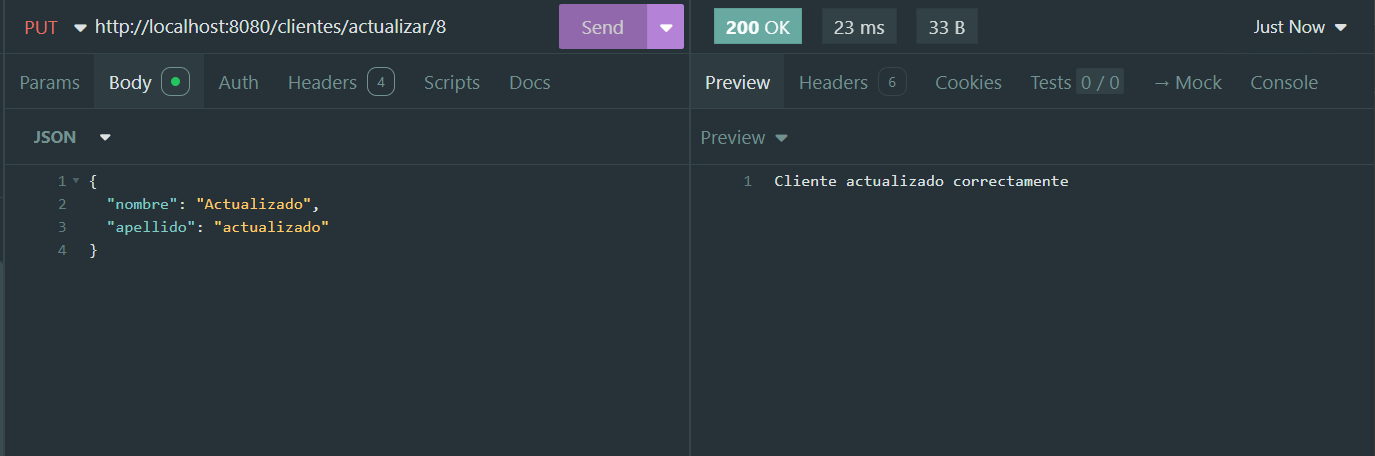 PUT http://localhost:8080/clientes/actualizar/8 Send
Params Body Auth Headers 4 Scripts Docs
JSON
1 {
2 "nombre": "Actualizado",
3 "apellido": "actualizado"
4 }
200 OK 23 ms 33 B Just Now
Preview Headers 6 Cookies Tests 0 / 0 → Mock Console
Preview
1 Cliente actualizado correctamente